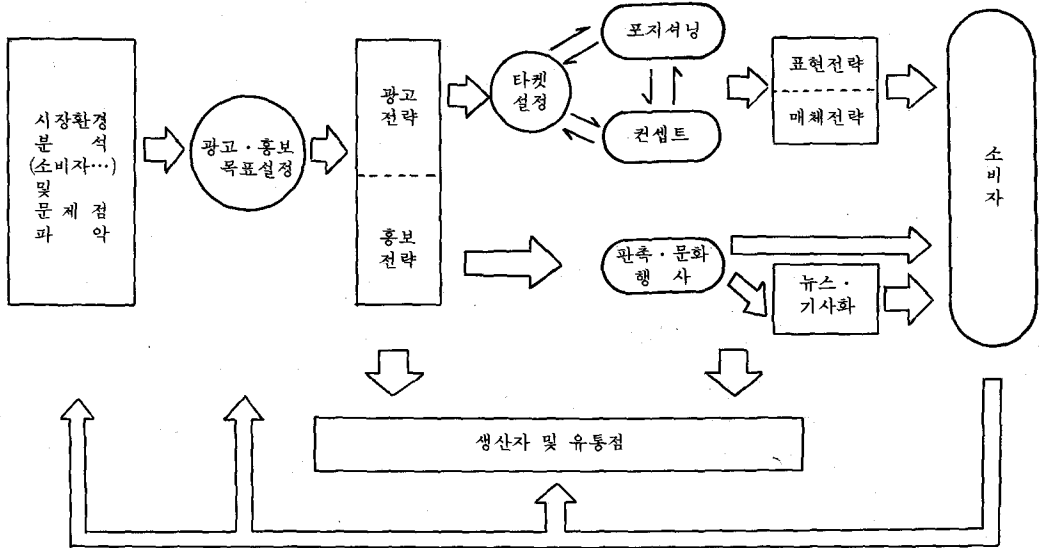 시장환경
분 석
(소비자…)
및
문 제 점
파 악
광고·홍보
목표설정
광고
전략
홍보
전략
타켓
설정
포지셔닝
컨셉트
표현전략
매체전략
판촉·문화
행 사
뉴스·
기사화
소
비
자
생산자 및 유통점